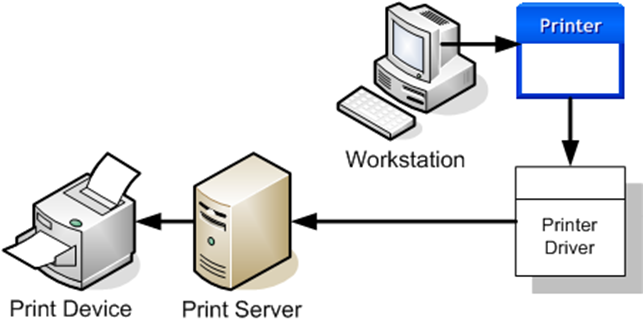 Printer
Workstation
Printer
Driver
Print Device
Print Server